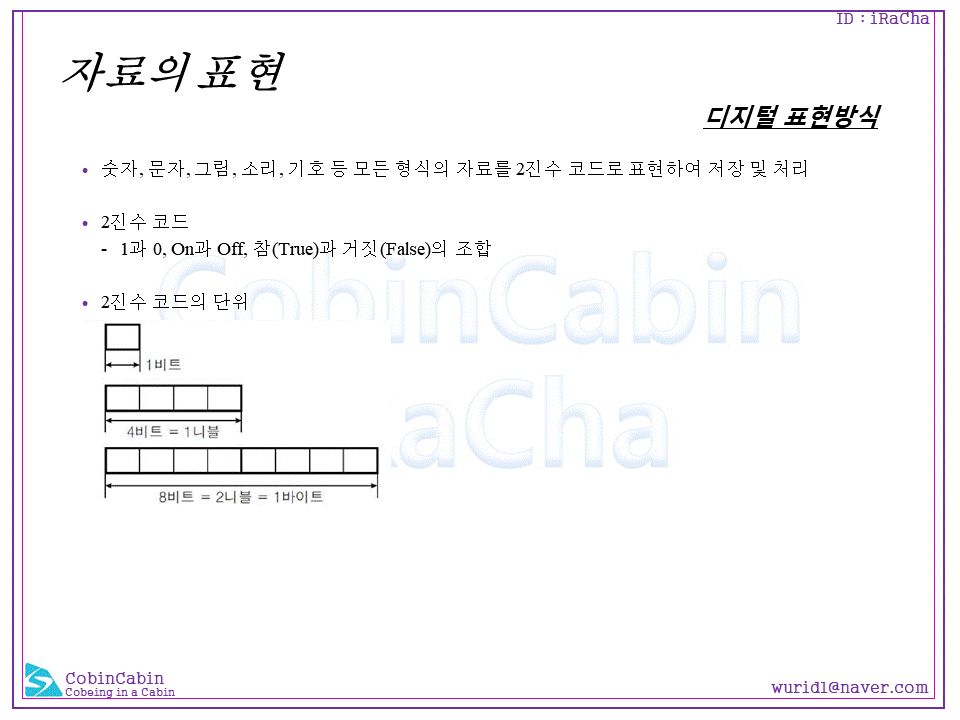 ID : iRaCha
자료의 표현
디지털 표현방식
• 숫자, 문자, 그림, 소리, 기호 등 모든 형식의 자료를 2진수 코드로 표현하여 저장 및 처리
• 2진수 코드
- 1과 0, On과 Off, 참(True)과 거짓(False)의 조합
• 2진수 코드의 단위
CobinCabin
1비트
aCha
4비트 = 1니블
8비트 = 2니블 = 1바이트
CobinCabin
Cobeing in a Cabin
wuridl@naver.com